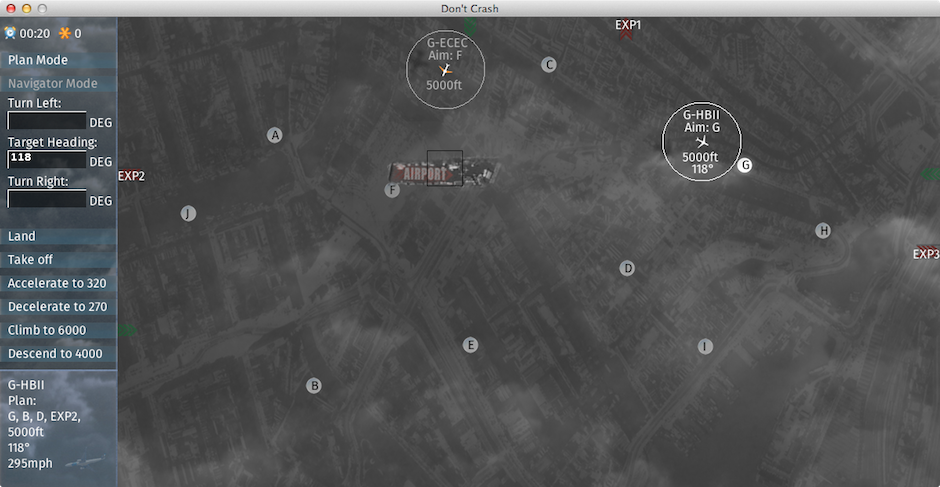 Don't Crash
00:20 0
Plan Mode
Navigator Mode
Turn Left:
DEG
Target Heading:
118 DEG
Turn Right:
DEG
Land
Take off
Accelerate to 320
Decelerate to 270
Climb to 6000
Descend to 4000
G-HBII
Plan:
G, B, D, EXP2,
5000ft
118°
295mph
EXP1
G-ECEC
Aim: F
5000ft
C
G-HBII
Aim: G
5000ft
118°
G
A
EXP2
AIRPORT
F
J
H
EXP3
D
E
I
B